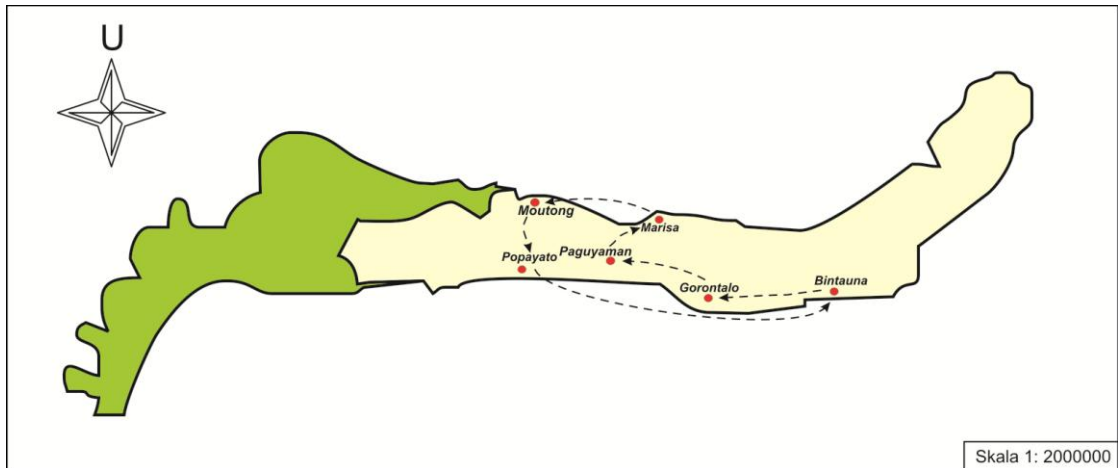 U
Moutong
Marisa
Popayato
Paguyaman
Gorontalo
Bintauna
Skala 1: 2000000